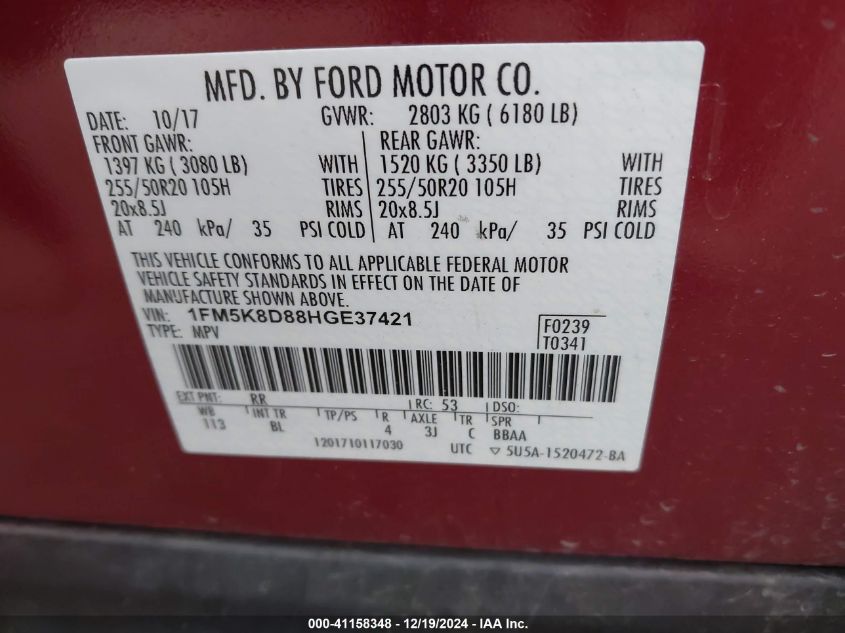 MFD. BY FORD MOTOR CO.
DATE: 10/17 GVWR: 2803 KG ( 6180 LB)
FRONT GAWR: REAR GAWR:
1397 KG ( 3080 LB) WITH 1520 KG ( 3350 LB) WITH
255/50R20 105H TIRES 255/50R20 105H TIRES
20x8.5J RIMS 20x8.5J RIMS
AT 240 kPa/ 35 PSI COLD AT 240 kPa/ 35 PSI COLD
THIS VEHICLE CONFORMS TO ALL APPLICABLE FEDERAL MOTOR
VEHICLE SAFETY STANDARDS IN EFFECT ON THE DATE OF
MANUFACTURE SHOWN ABOVE.
VIN: 1FM5K8D88HGE37421 F0239
TYPE: MPV T0341
EXT PNT: RR RC: 53 DSO:
WB INT TR TP/PS R AXLE TR SPR
113 BL 4 3J C BBAA
1201710117030 UTC ▽ 5U5A-1520472-BA
000-41158348 - 12/19/2024 - IAA Inc.